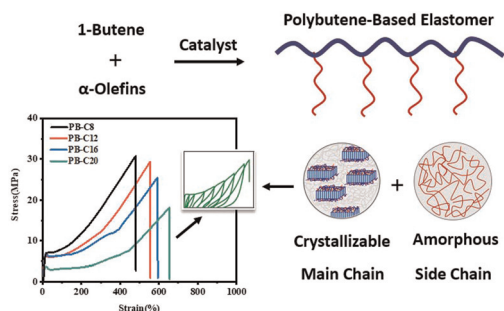 1-Butene
+
α-Olefins
Catalyst
Polybutene-Based Elastomer
PB-C8
PB-C12
PB-C16
PB-C20
Stress(MPa)
40
30
20
10
0
0 200 400 600 800 1000
Strain(%)
+
Crystallizable
Main Chain
Amorphous
Side Chain